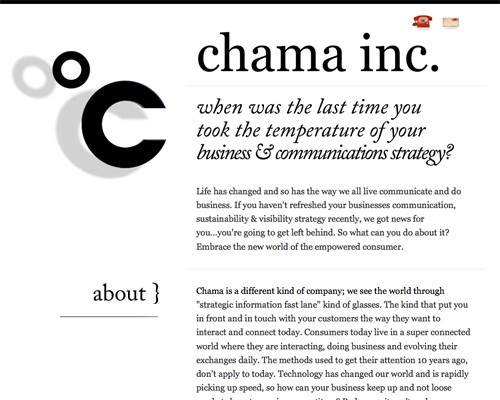 chama inc.
°C
when was the last time you
took the temperature of your
business & communications strategy?
Life has changed and so has the way we all live communicate and do
business. If you haven't refreshed your businesses communication,
sustainability & visibility strategy recently, we got news for
you...you're going to get left behind. So what can you do about it?
Embrace the new world of the empowered consumer.
about }
Chama is a different kind of company; we see the world through
"strategic information fast lane" kind of glasses. The kind that put you
in front and in touch with your customers the way they want to
interact and connect today. Consumers today live in a super connected
world where they are interacting, doing business and evolving their
exchanges daily. The methods used to get their attention 10 years ago,
don't apply to today. Technology has changed our world and is rapidly
picking up speed, so how can your business keep up and not loose